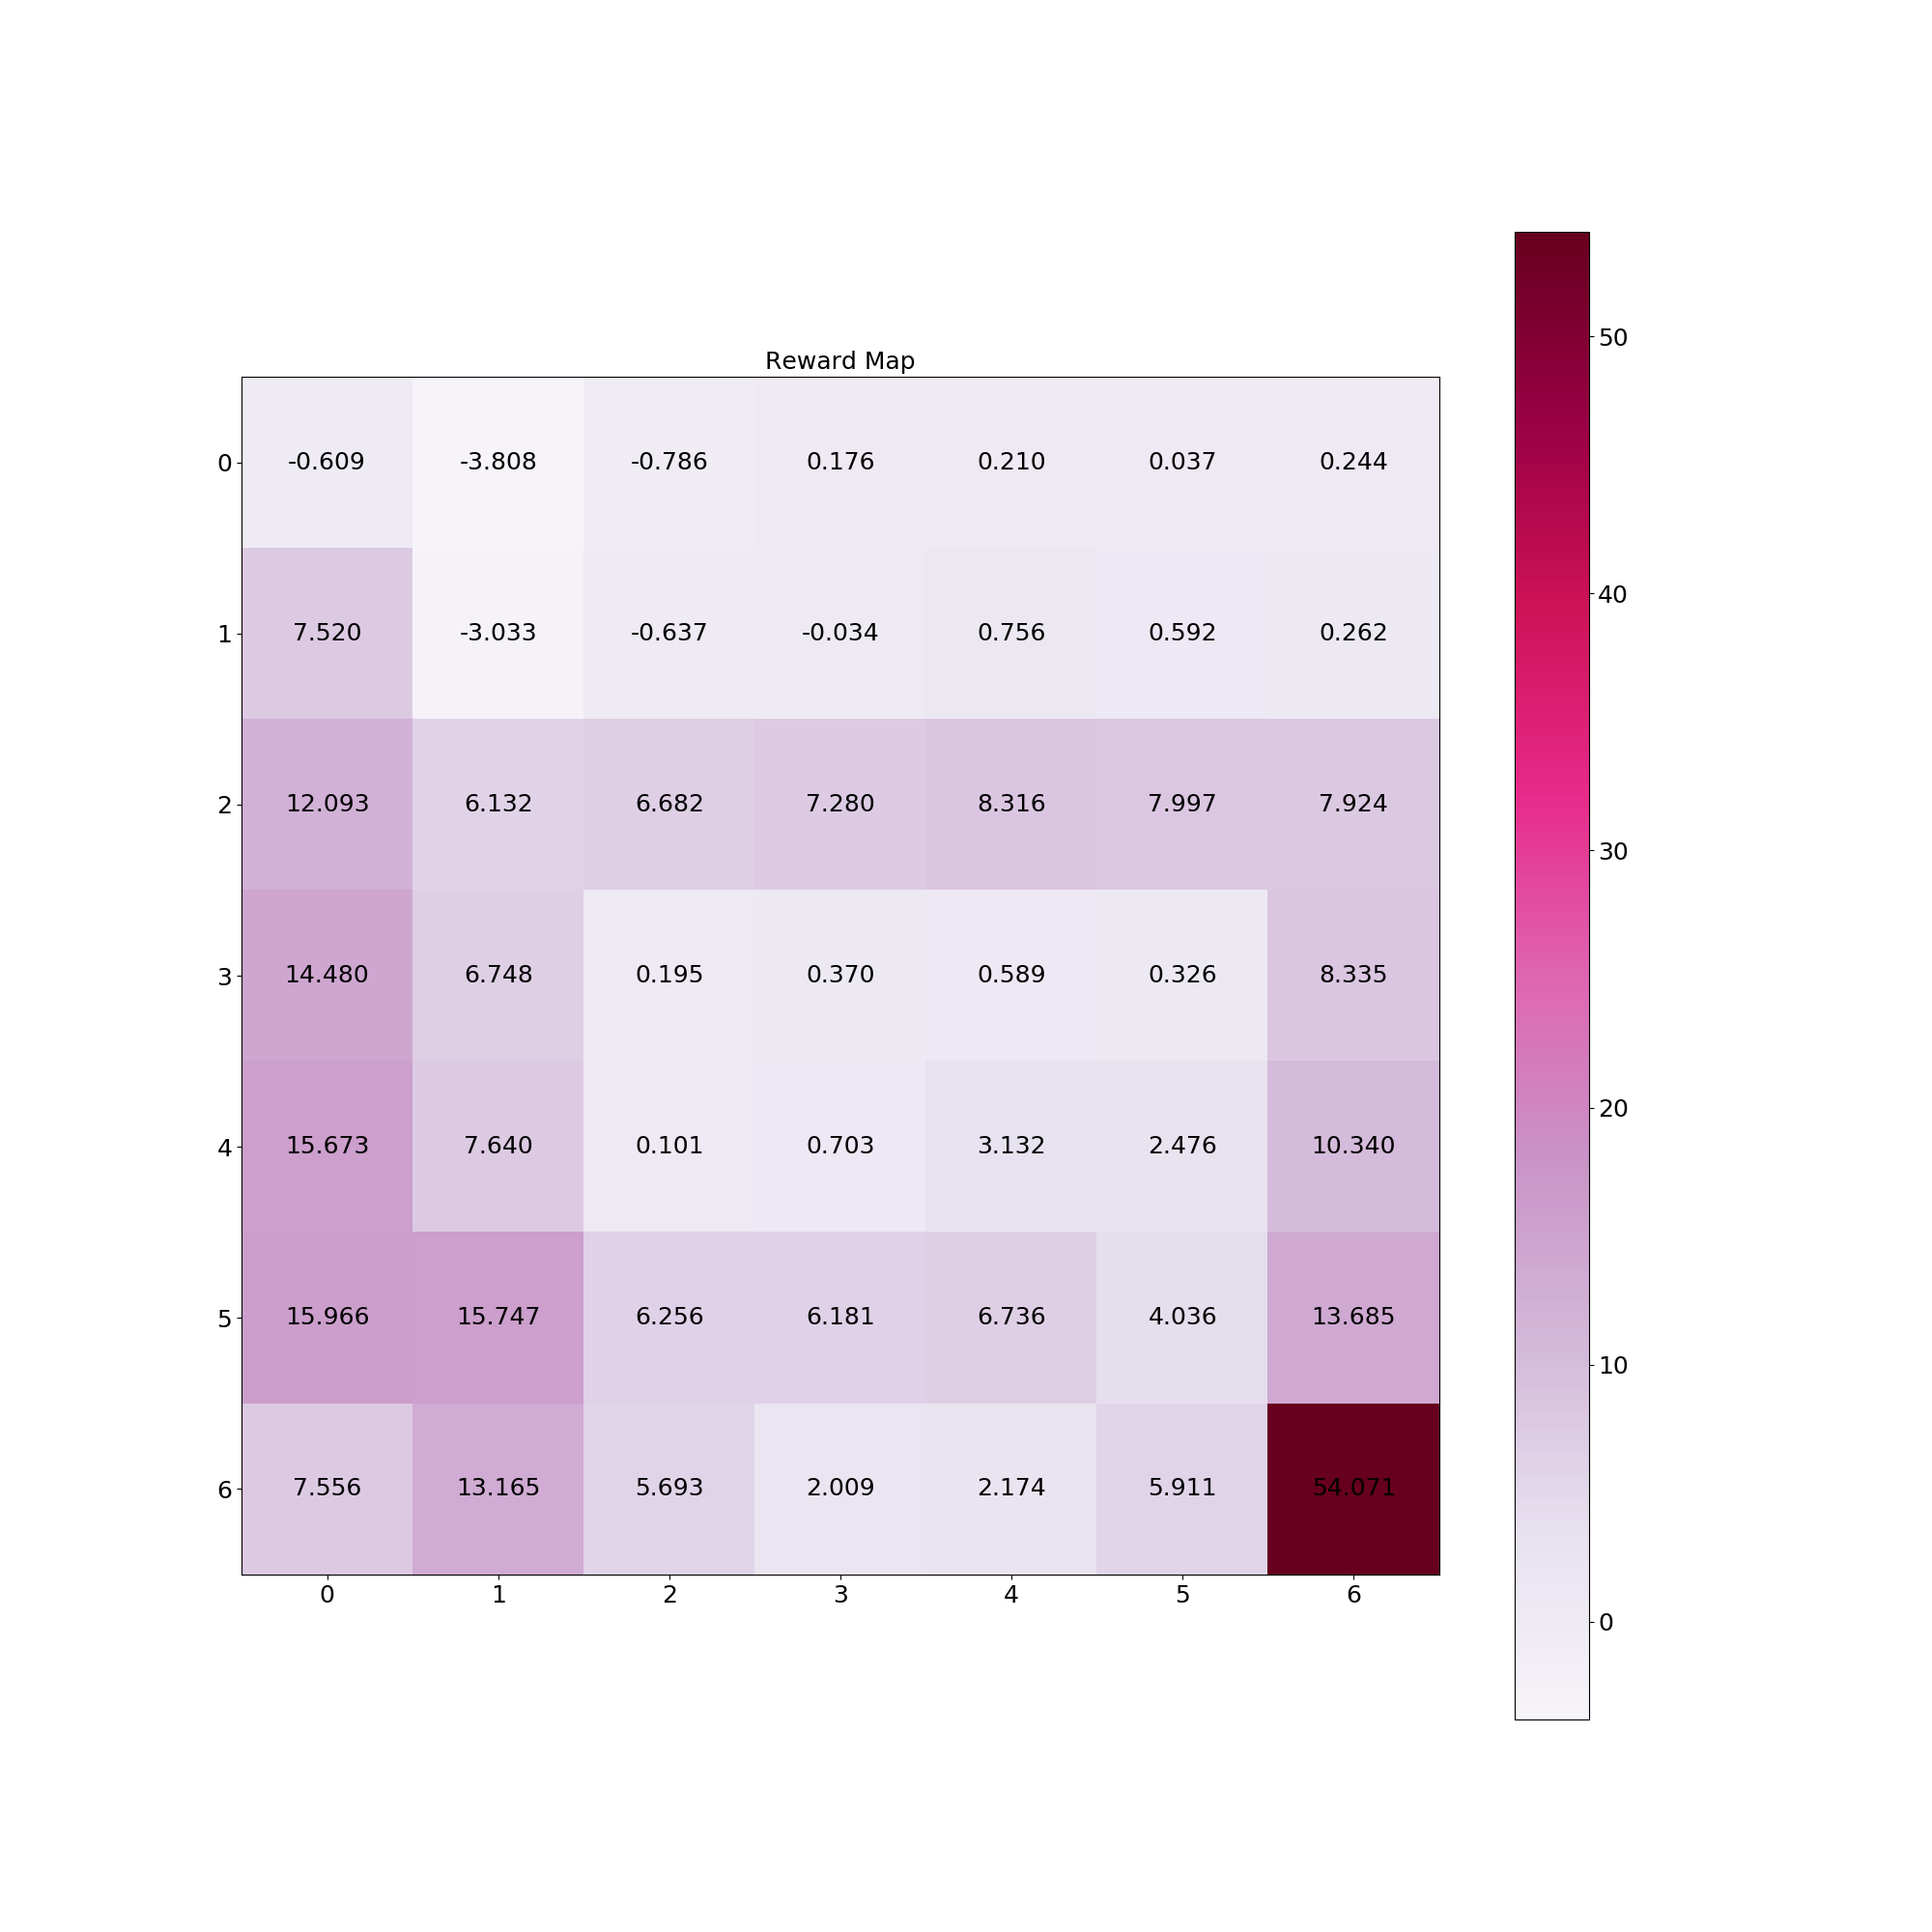 Reward Map
0 -0.609 -3.808 -0.786 0.176 0.210 0.037 0.244
1 7.520 -3.033 -0.637 -0.034 0.756 0.592 0.262
2 12.093 6.132 6.682 7.280 8.316 7.997 7.924
3 14.480 6.748 0.195 0.370 0.589 0.326 8.335
4 15.673 7.640 0.101 0.703 3.132 2.476 10.340
5 15.966 15.747 6.256 6.181 6.736 4.036 13.685
6 7.556 13.165 5.693 2.009 2.174 5.911 54.071
0 1 2 3 4 5 6
50
40
30
20
10
0